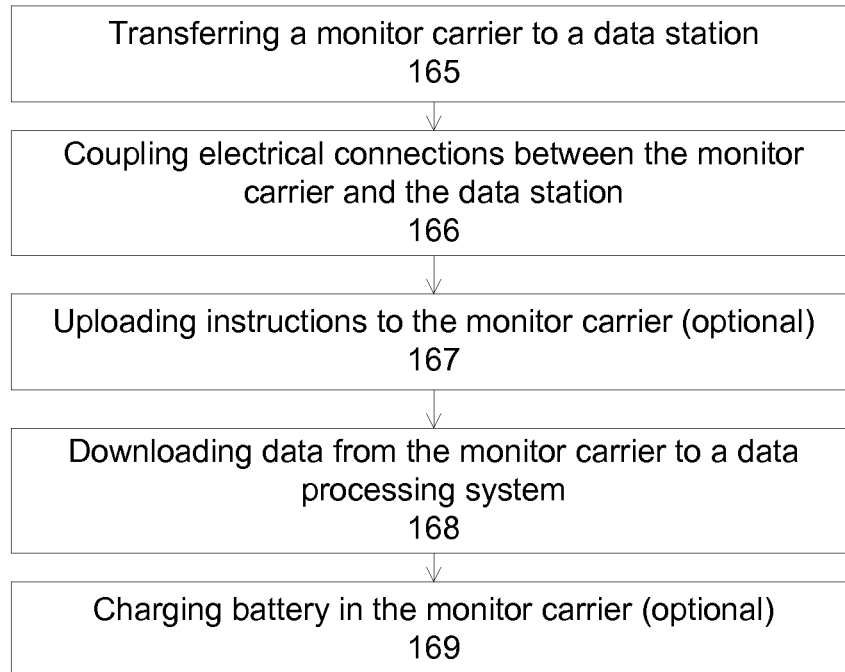 Transferring a monitor carrier to a data station
165
Coupling electrical connections between the monitor
carrier and the data station
166
Uploading instructions to the monitor carrier (optional)
167
Downloading data from the monitor carrier to a data
processing system
168
Charging battery in the monitor carrier (optional)
169